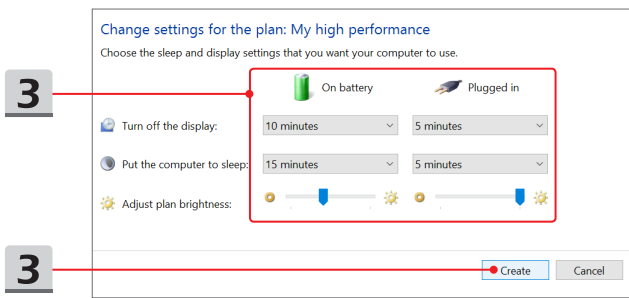 Change settings for the plan: My high performance
Choose the sleep and display settings that you want your computer to use.
3
On battery Plugged in
Turn off the display: 10 minutes 5 minutes
Put the computer to sleep: 15 minutes 5 minutes
Adjust plan brightness:
3
Create Cancel